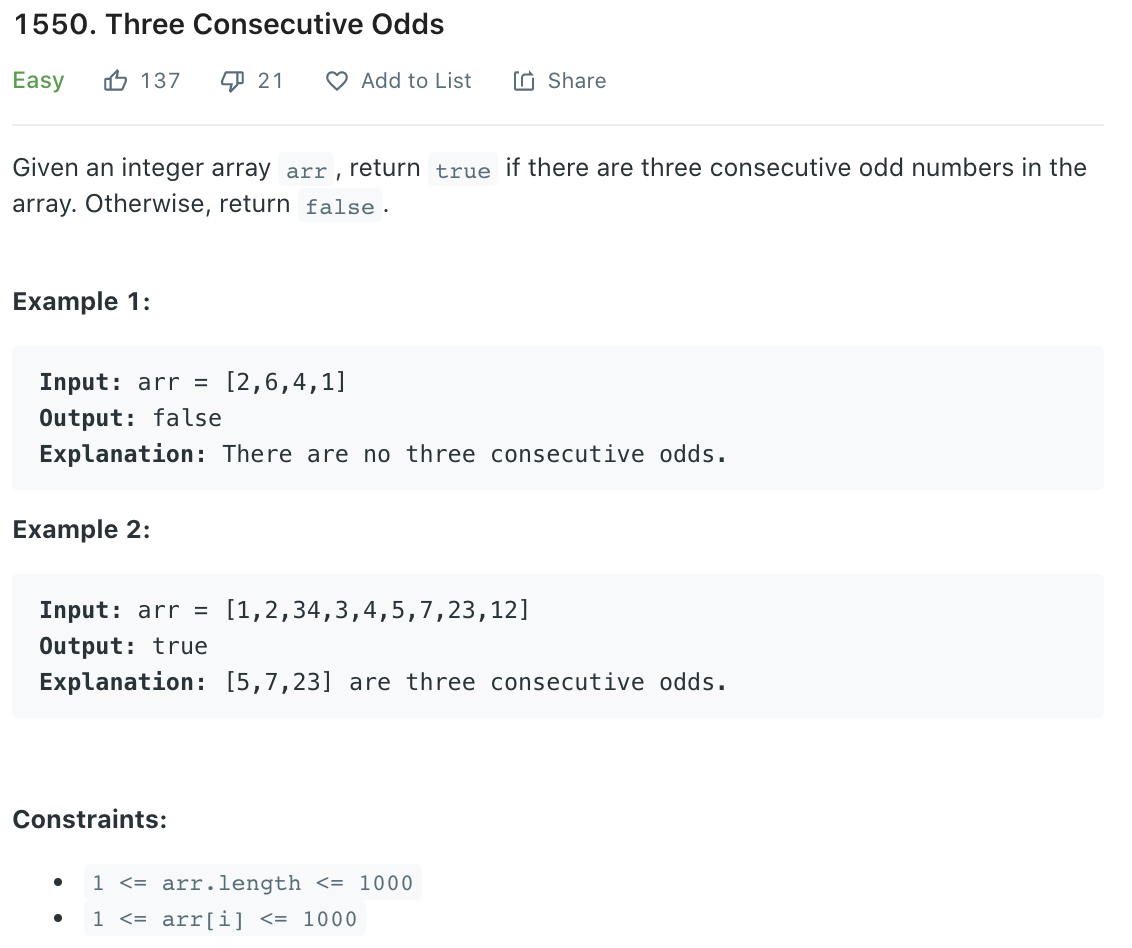 1550. Three Consecutive Odds
Easy 137 21 Add to List Share
Given an integer array arr, return true if there are three consecutive odd numbers in the
array. Otherwise, return false.
Example 1:
Input: arr = [2,6,4,1]
Output: false
Explanation: There are no three consecutive odds.
Example 2:
Input: arr = [1,2,34,3,4,5,7,23,12]
Output: true
Explanation: [5,7,23] are three consecutive odds.
Constraints:
• 1 <= arr.length <= 1000
• 1 <= arr[i] <= 1000